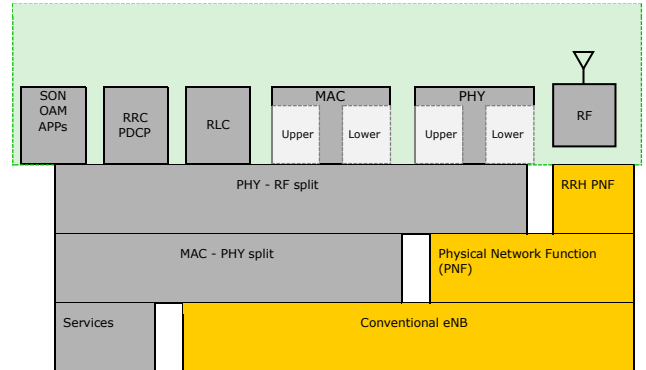 SON
OAM
APPs
RRC
PDCP
RLC
MAC
Upper
Lower
PHY
Upper
Lower
RF
PHY - RF split
RRH PNF
MAC - PHY split
Physical Network Function
(PNF)
Services
Conventional eNB